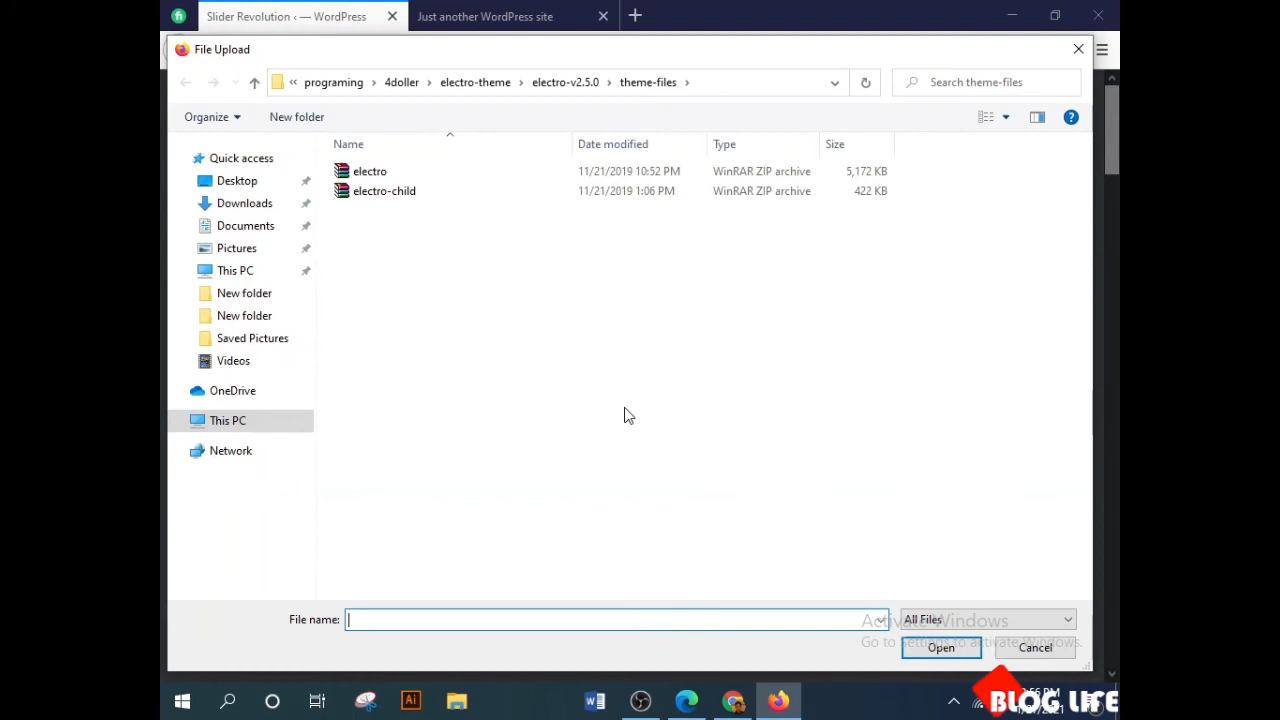 Slider Revolution ‹ — WordPress
Just another WordPress site
File Upload
« programing › 4doller › electro-theme › electro-v2.5.0 › theme-files ›
Search theme-files
Organize
New folder
Name
Date modified
Type
Size
electro
11/21/2019 10:52 PM
WinRAR ZIP archive
5,172 KB
electro-child
11/21/2019 1:06 PM
WinRAR ZIP archive
422 KB
Quick access
Desktop
Downloads
Documents
Pictures
This PC
New folder
New folder
Saved Pictures
Videos
OneDrive
This PC
Network
File name:
All Files
Activate Windows
Go to Settings to activate Windows.
Open
Cancel
BLOG LIFE